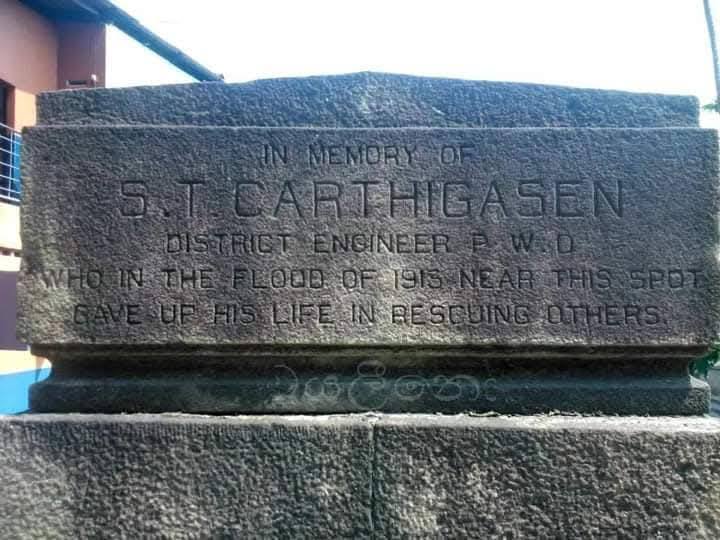 IN MEMORY OF
S.T. CARTHIGASEN
DISTRICT ENGINEER P.W.D
WHO IN THE FLOOD OF 1913 NEAR THIS SPOT
GAVE UP HIS LIFE IN RESCUING OTHERS.